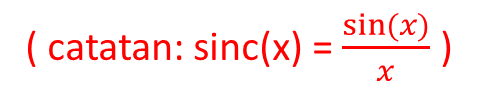 ( catatan: sinc(x) = sin(x)/x )